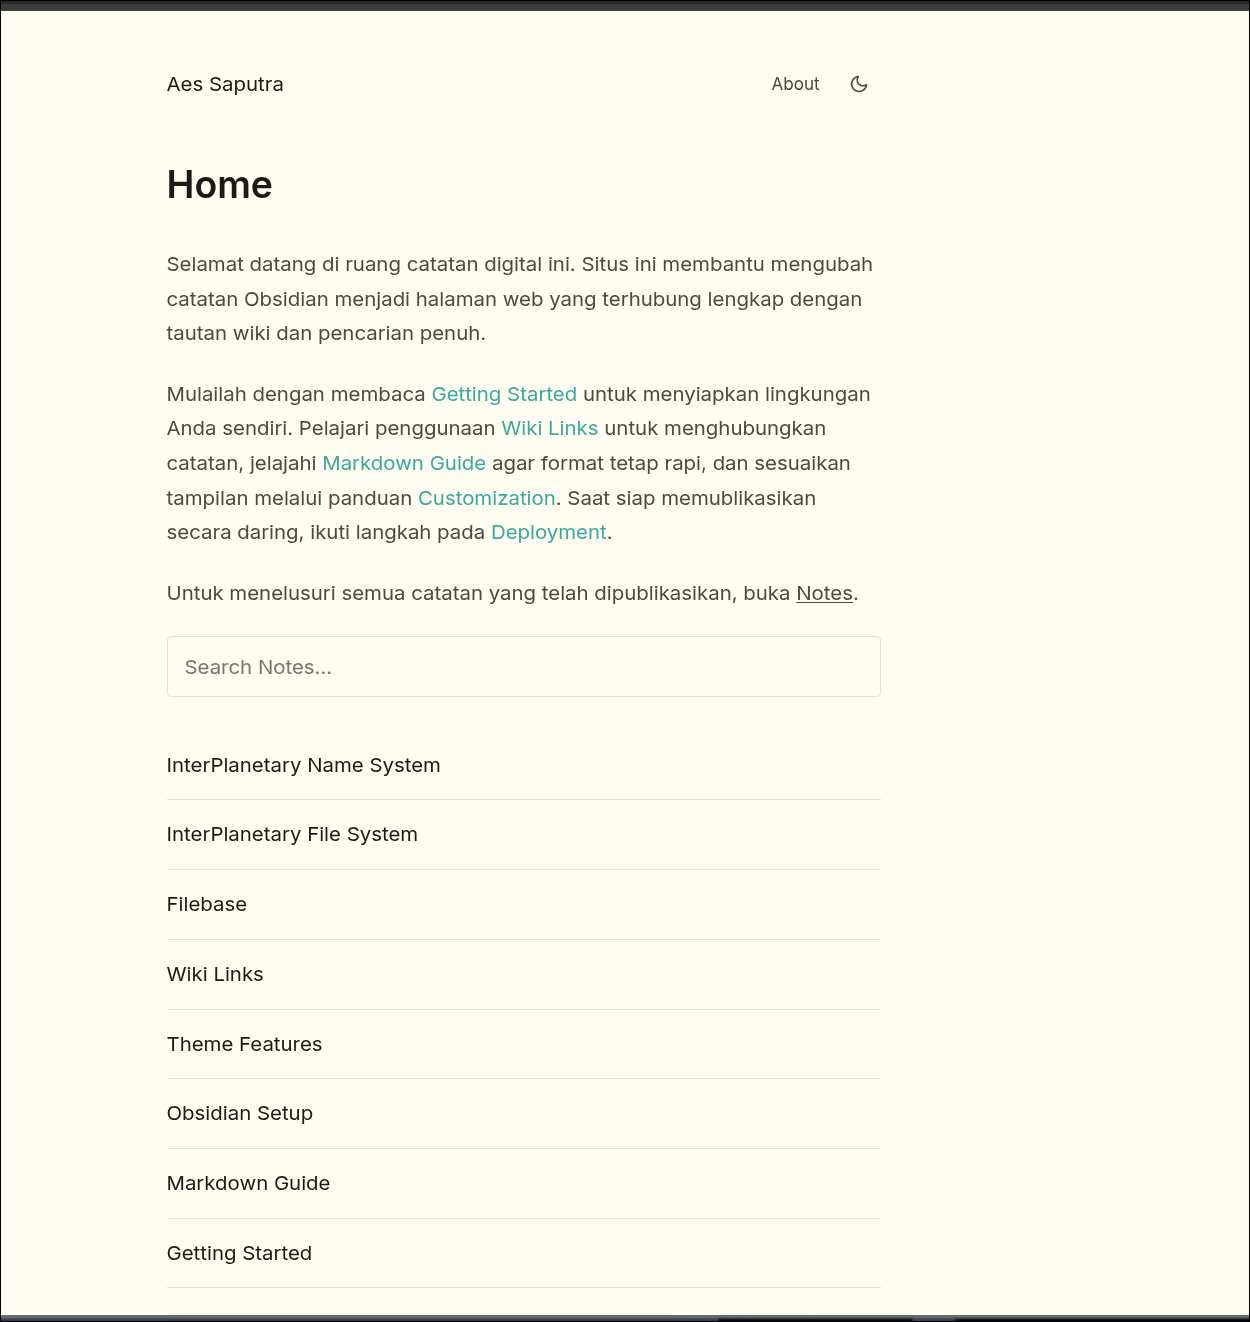 Aes Saputra
About
Home
Selamat datang di ruang catatan digital ini. Situs ini membantu mengubah
catatan Obsidian menjadi halaman web yang terhubung lengkap dengan
tautan wiki dan pencarian penuh.
Mulailah dengan membaca Getting Started untuk menyiapkan lingkungan
Anda sendiri. Pelajari penggunaan Wiki Links untuk menghubungkan
catatan, jelajahi Markdown Guide agar format tetap rapi, dan sesuaikan
tampilan melalui panduan Customization. Saat siap memublikasikan
secara daring, ikuti langkah pada Deployment.
Untuk menelusuri semua catatan yang telah dipublikasikan, buka Notes.
Search Notes...
InterPlanetary Name System
InterPlanetary File System
Filebase
Wiki Links
Theme Features
Obsidian Setup
Markdown Guide
Getting Started